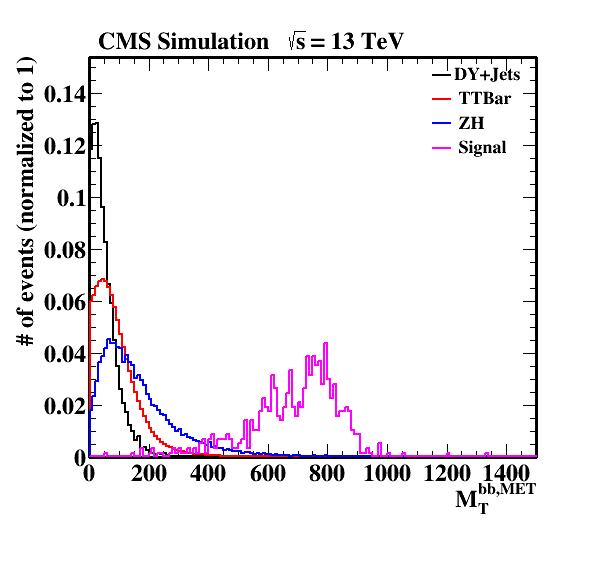 CMS Simulation √s = 13 TeV
DY+Jets
TTBar
ZH
Signal
# of events (normalized to 1)
0.14
0.12
0.1
0.08
0.06
0.04
0.02
0
0 200 400 600 800 1000 1200 1400
M_T^{bb,MET}